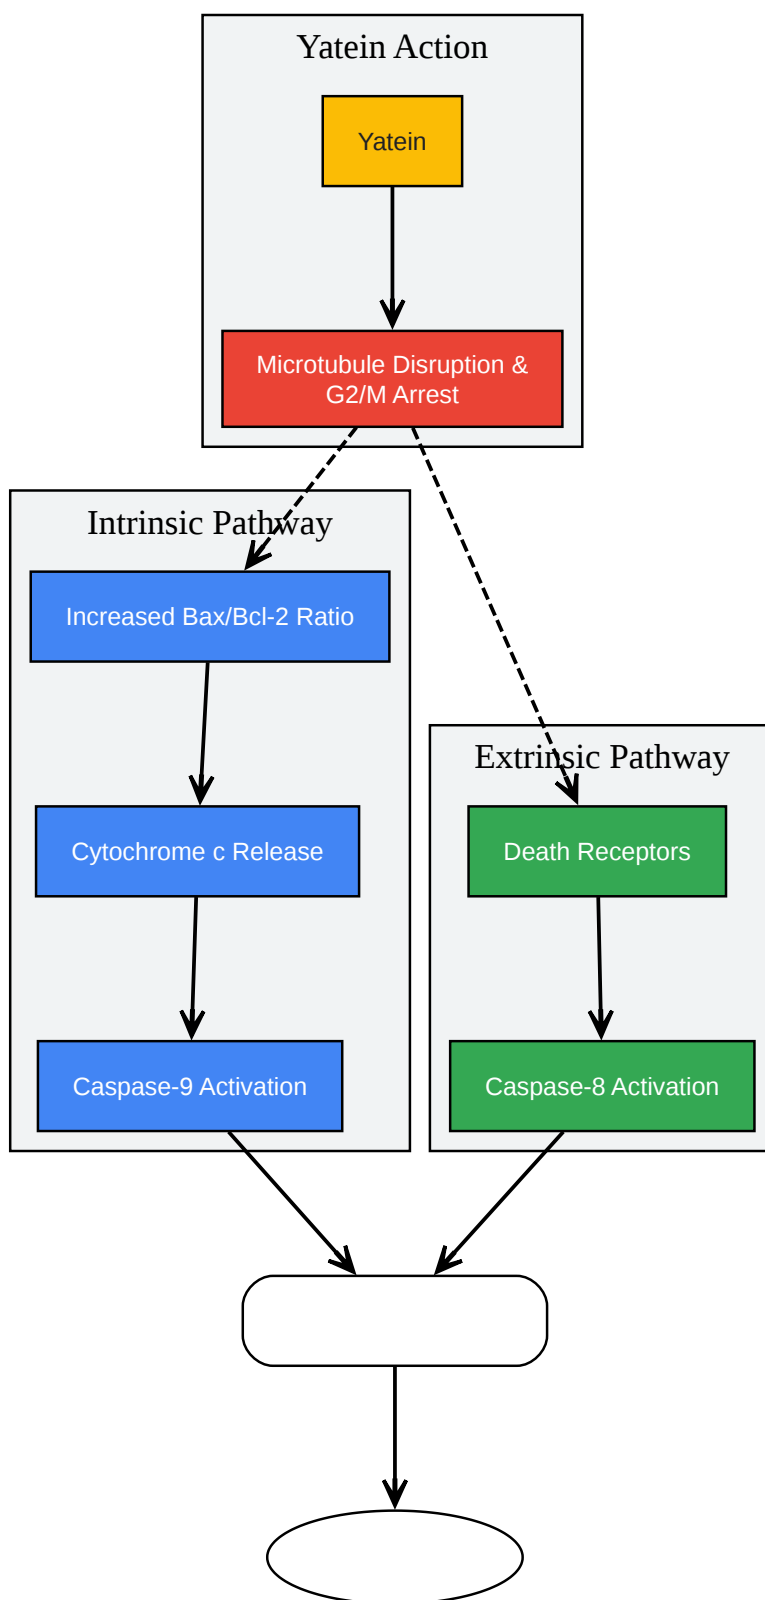 Yatein Action
Yatein
Microtubule Disruption &
G2/M Arrest
Intrinsic Pathway
Increased Bax/Bcl-2 Ratio
Cytochrome c Release
Caspase-9 Activation
Extrinsic Pathway
Death Receptors
Caspase-8 Activation